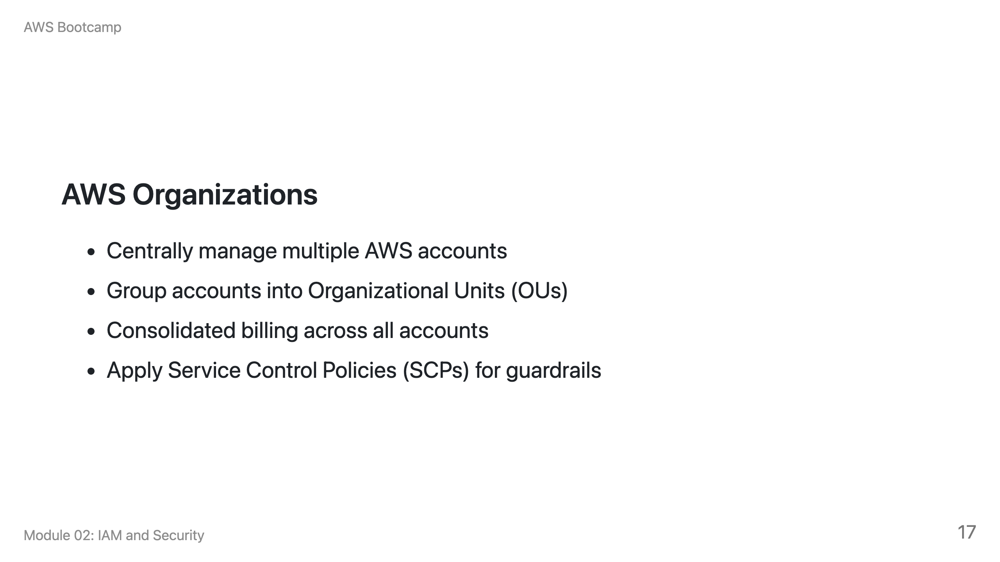 AWS Bootcamp
AWS Organizations
• Centrally manage multiple AWS accounts
• Group accounts into Organizational Units (OUs)
• Consolidated billing across all accounts
• Apply Service Control Policies (SCPs) for guardrails
Module 02: IAM and Security
17